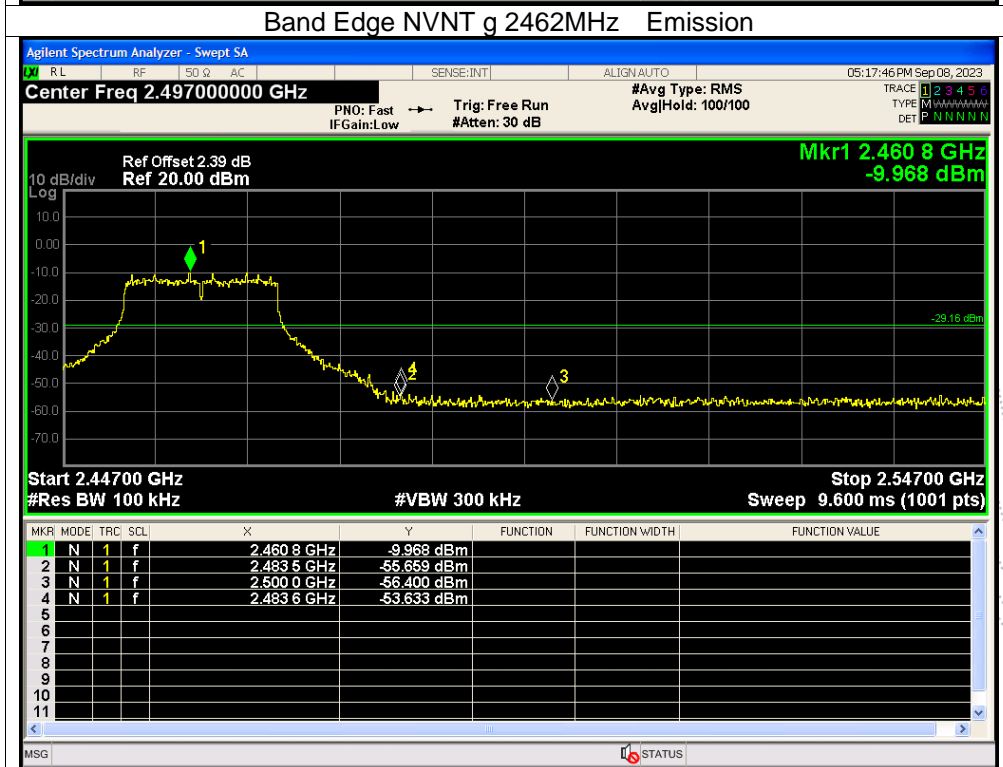 Band Edge NVNT g 2462MHz Emission
Agilent Spectrum Analyzer - Swept SA
LXI RL RF 50 Ω AC SENSE:INT ALIGN AUTO 05:17:46 PM Sep 08, 2023
Center Freq 2.497000000 GHz
PNO: Fast
IFGain:Low
Trig: Free Run
#Atten: 30 dB
#Avg Type: RMS
Avg|Hold: 100/100
TRACE 1 2 3 4 5 6
TYPE M
DET P N N N N N
Ref Offset 2.39 dB
Ref 20.00 dBm
10 dB/div
Log
Mkr1 2.460 8 GHz
-9.968 dBm
10.0
0.00
-10.0
-20.0
-30.0
-40.0
-50.0
-60.0
-70.0
1
4
2
3
-29.16 dBm
Start 2.44700 GHz Stop 2.54700 GHz
#Res BW 100 kHz #VBW 300 kHz Sweep 9.600 ms (1001 pts)
MKR MODE TRC SCL X Y FUNCTION FUNCTION WIDTH FUNCTION VALUE
1 N 1 f 2.460 8 GHz -9.968 dBm
2 N 1 f 2.483 5 GHz -55.659 dBm
3 N 1 f 2.500 0 GHz -56.400 dBm
4 N 1 f 2.483 6 GHz -53.633 dBm
5
6
7
8
9
10
11
MSG STATUS